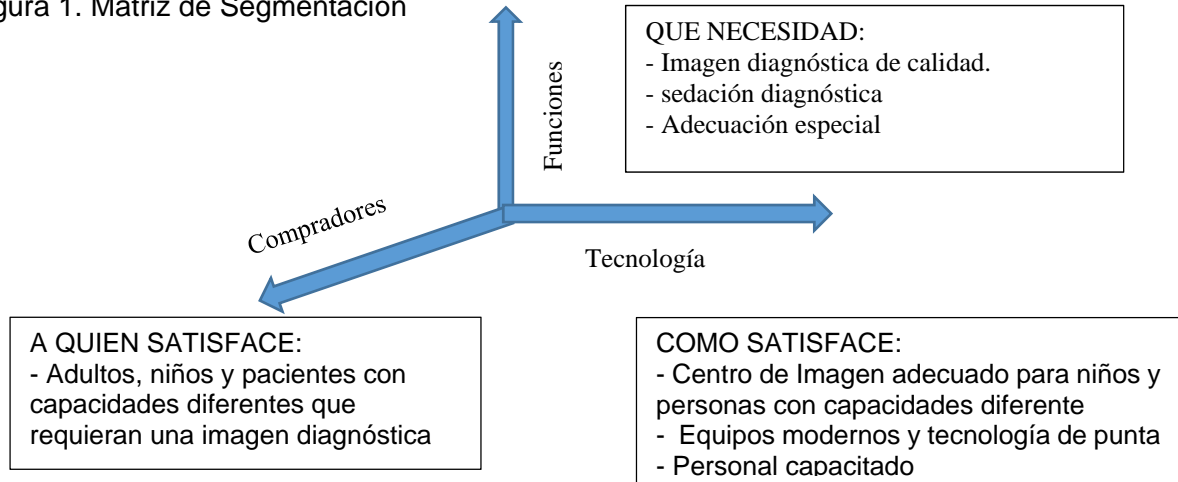 gura 1. Matriz de Segmentación
QUE NECESIDAD:
- Imagen diagnóstica de calidad.
- sedación diagnóstica
- Adecuación especial
Funciones
Compradores
Tecnología
A QUIEN SATISFACE:
- Adultos, niños y pacientes con
capacidades diferentes que
requieran una imagen diagnóstica
COMO SATISFACE:
- Centro de Imagen adecuado para niños y
personas con capacidades diferente
- Equipos modernos y tecnología de punta
- Personal capacitado